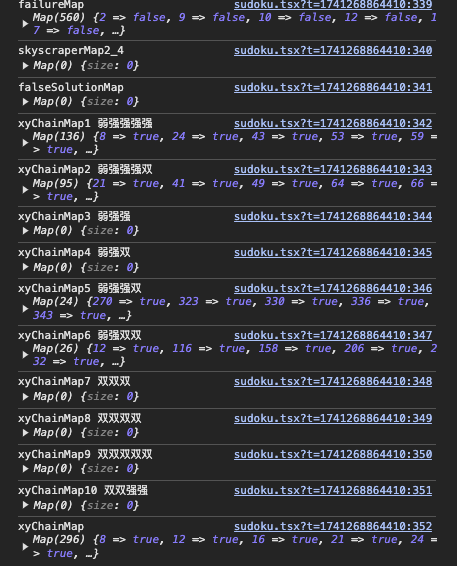 failureMap sudoku.tsx?t=1741268864410:339
Map(560) {2 => false, 9 => false, 10 => false, 12 => false, 1
7 => false, …}
skyscraperMap2_4 sudoku.tsx?t=1741268864410:340
Map(0) {size: 0}
falseSolutionMap sudoku.tsx?t=1741268864410:341
Map(0) {size: 0}
xyChainMap1 弱强强强强 sudoku.tsx?t=1741268864410:342
Map(136) {8 => true, 24 => true, 43 => true, 53 => true, 59 =
> true, …}
xyChainMap2 弱强强强双 sudoku.tsx?t=1741268864410:343
Map(95) {21 => true, 41 => true, 49 => true, 64 => true, 66 =
> true, …}
xyChainMap3 弱强强 sudoku.tsx?t=1741268864410:344
Map(0) {size: 0}
xyChainMap4 弱强双 sudoku.tsx?t=1741268864410:345
Map(0) {size: 0}
xyChainMap5 弱强强双 sudoku.tsx?t=1741268864410:346
Map(24) {270 => true, 323 => true, 330 => true, 336 => true,
343 => true, …}
xyChainMap6 弱强双双 sudoku.tsx?t=1741268864410:347
Map(26) {12 => true, 116 => true, 158 => true, 206 => true, 2
32 => true, …}
xyChainMap7 双双双 sudoku.tsx?t=1741268864410:348
Map(0) {size: 0}
xyChainMap8 双双双双 sudoku.tsx?t=1741268864410:349
Map(0) {size: 0}
xyChainMap9 双双双双双 sudoku.tsx?t=1741268864410:350
Map(0) {size: 0}
xyChainMap10 双双强强 sudoku.tsx?t=1741268864410:351
Map(0) {size: 0}
xyChainMap sudoku.tsx?t=1741268864410:352
Map(296) {8 => true, 12 => true, 16 => true, 21 => true, 24 =
> true, …}